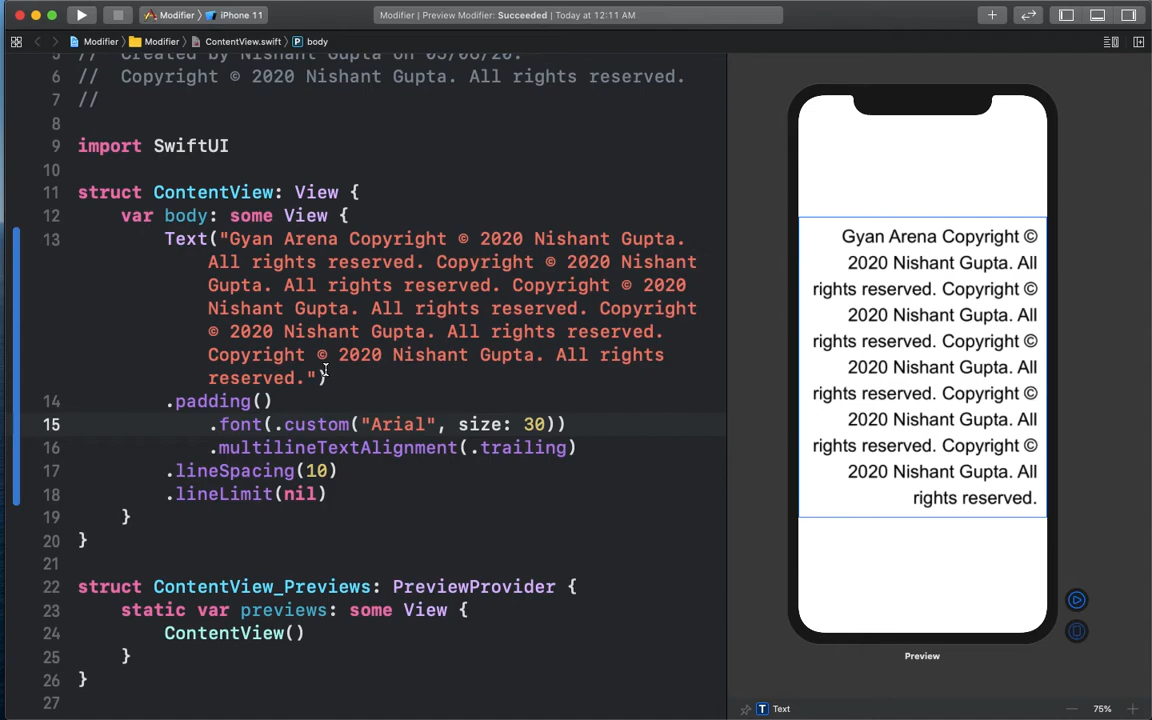 Modifier
iPhone 11
Modifier | Preview Modifier: Succeeded | Today at 12:11 AM
Modifier
Modifier
ContentView.swift
P body
5 // Created by Nishant Gupta on 05/08/20.
6 // Copyright © 2020 Nishant Gupta. All rights reserved.
7 //
8
9 import SwiftUI
10
11 struct ContentView: View {
12 var body: some View {
13 Text("Gyan Arena Copyright © 2020 Nishant Gupta.
All rights reserved. Copyright © 2020 Nishant
Gupta. All rights reserved. Copyright © 2020
Nishant Gupta. All rights reserved. Copyright
© 2020 Nishant Gupta. All rights reserved.
Copyright © 2020 Nishant Gupta. All rights
reserved.")
14 .padding()
15 .font(.custom("Arial", size: 30))
16 .multilineTextAlignment(.trailing)
17 .lineSpacing(10)
18 .lineLimit(nil)
19 }
20 }
21
22 struct ContentView_Previews: PreviewProvider {
23 static var previews: some View {
24 ContentView()
25 }
26 }
27
Gyan Arena Copyright ©
2020 Nishant Gupta. All
rights reserved. Copyright ©
2020 Nishant Gupta. All
rights reserved. Copyright ©
2020 Nishant Gupta. All
rights reserved. Copyright ©
2020 Nishant Gupta. All
rights reserved. Copyright ©
2020 Nishant Gupta. All
rights reserved.
Preview
T Text
75%